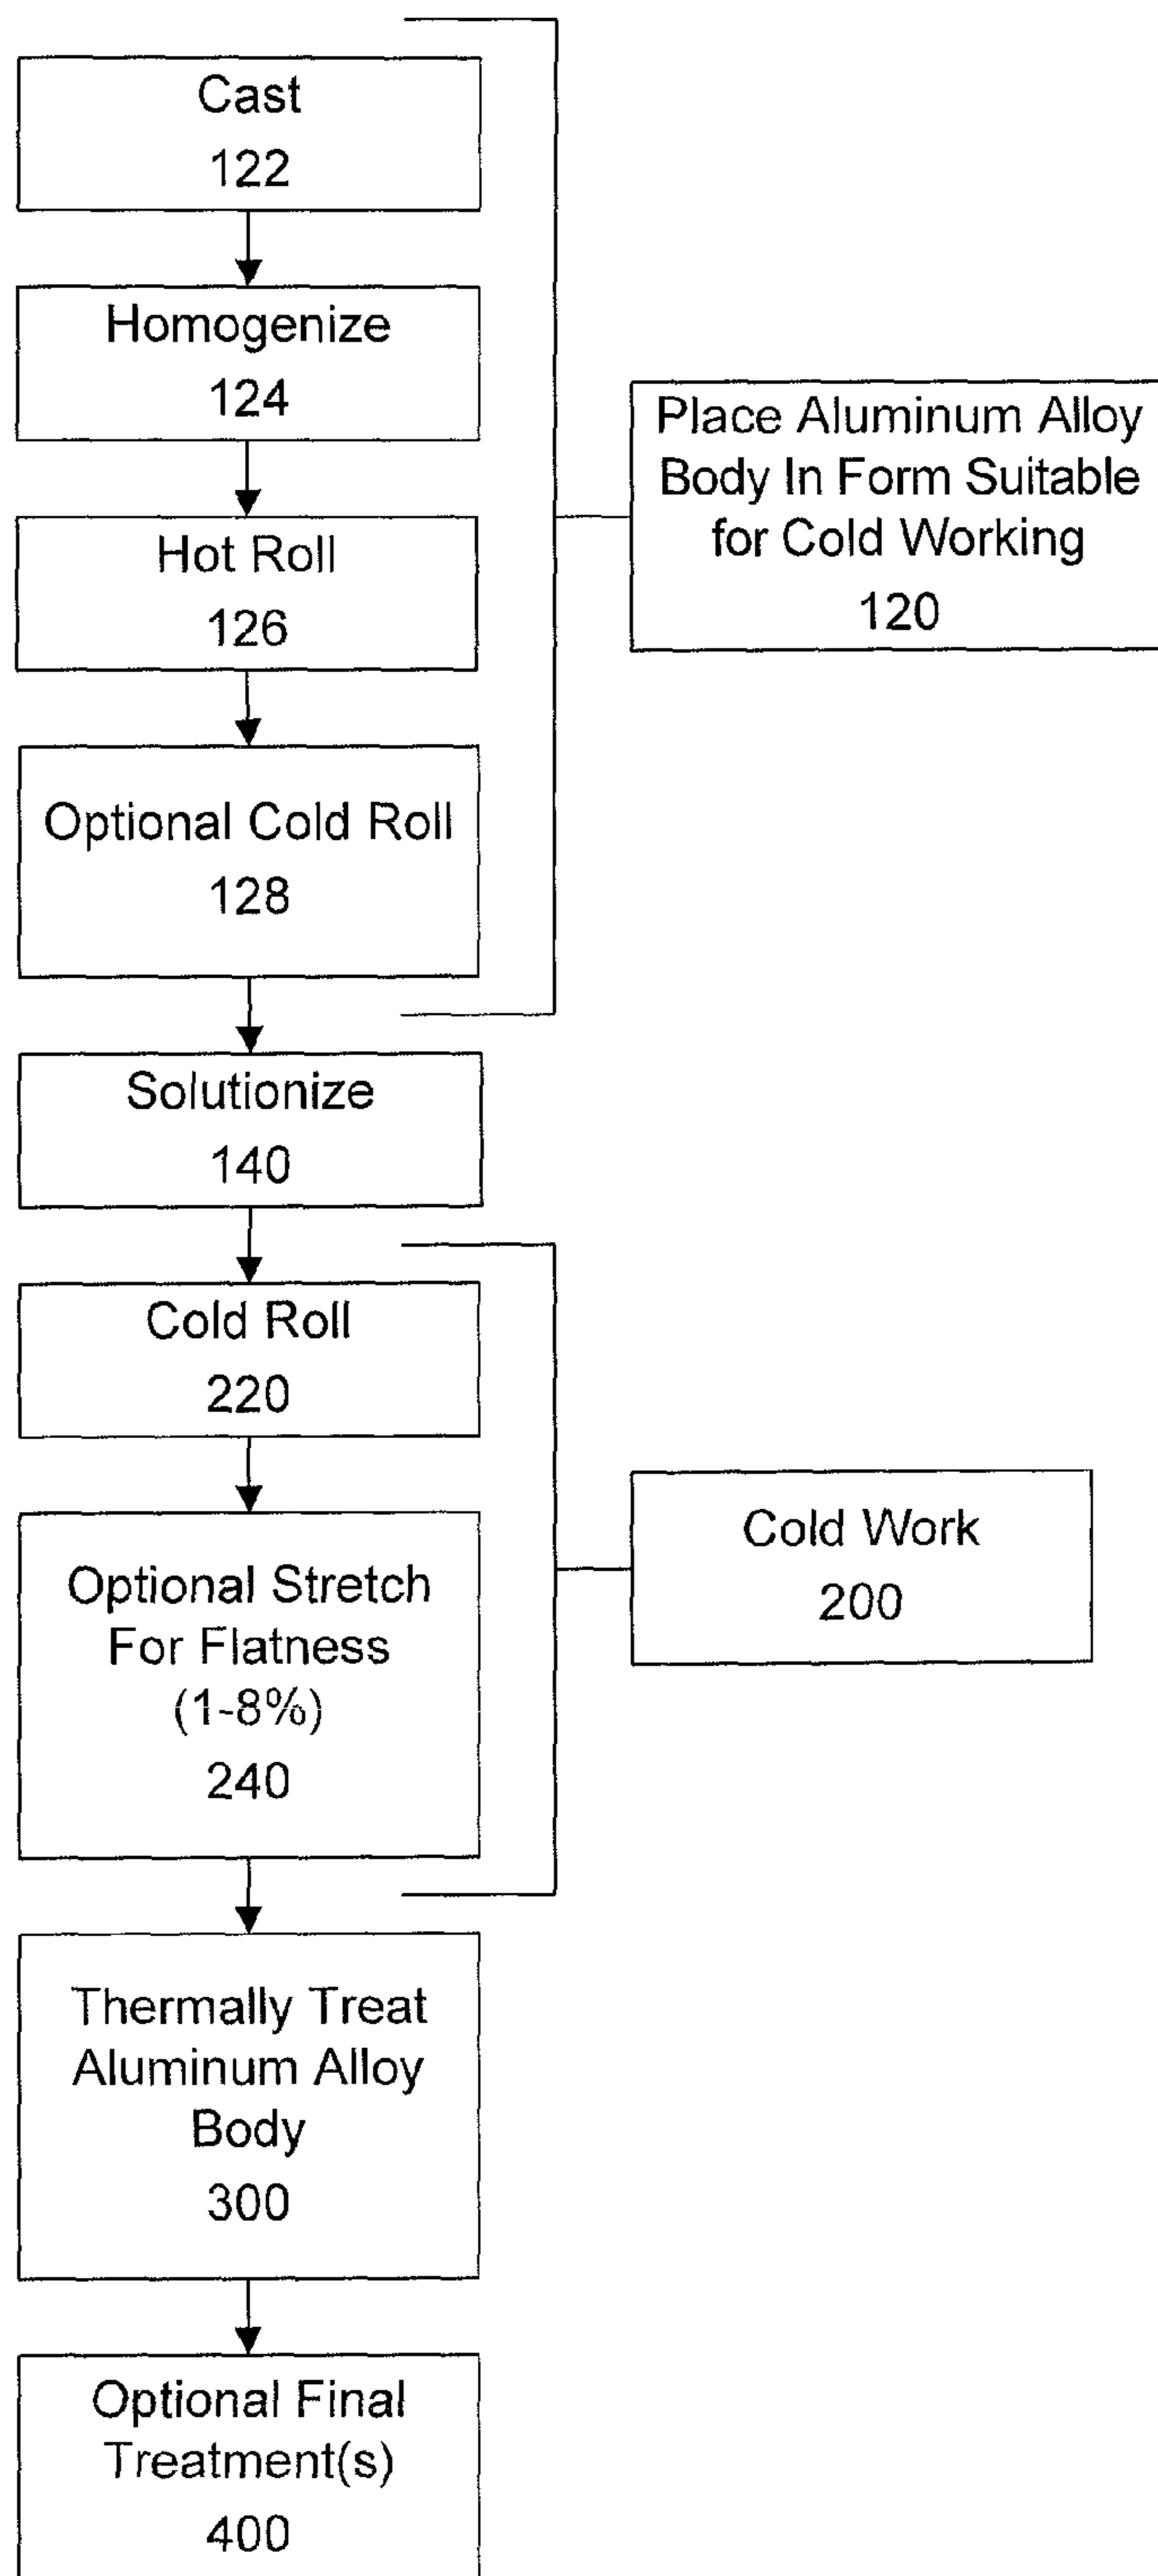 Cast
122
Homogenize
124
Hot Roll
126
Optional Cold Roll
128
Place Aluminum Alloy
Body In Form Suitable
for Cold Working
120
Solutionize
140
Cold Roll
220
Optional Stretch
For Flatness
(1-8%)
240
Cold Work
200
Thermally Treat
Aluminum Alloy
Body
300
Optional Final
Treatment(s)
400